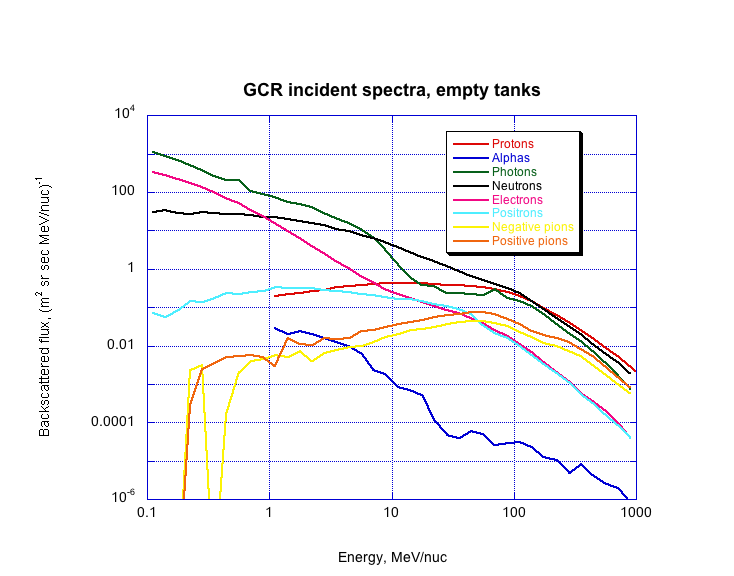 GCR incident spectra, empty tanks
10^4
100
1
0.01
0.0001
10^-6
Backscattered flux, (m^2 sr sec MeV/nuc)^-1
Protons
Alphas
Photons
Neutrons
Electrons
Positrons
Negative pions
Positive pions
0.1 1 10 100 1000
Energy, MeV/nuc